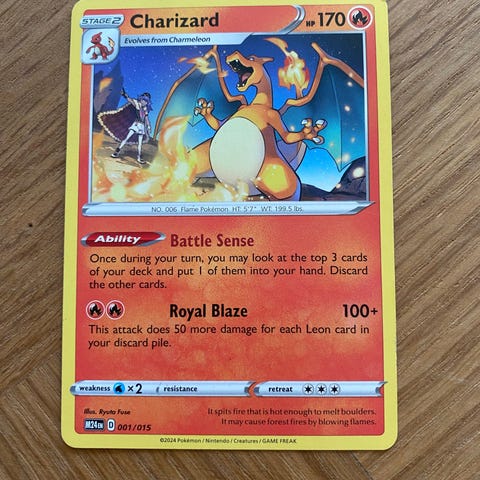 STAGE 2 Charizard HP 170
Evolves from Charmeleon
NO. 006 Flame Pokémon HT: 5'7" WT: 199.5 lbs.
Ability Battle Sense
Once during your turn, you may look at the top 3 cards
of your deck and put 1 of them into your hand. Discard
the other cards.
Royal Blaze 100+
This attack does 50 more damage for each Leon card in
your discard pile.
weakness ×2 resistance retreat
Illus. Ryuta Fuse
M24 EN D 001/015
It spits fire that is hot enough to melt boulders.
It may cause forest fires by blowing flames.
©2024 Pokémon / Nintendo / Creatures / GAME FREAK